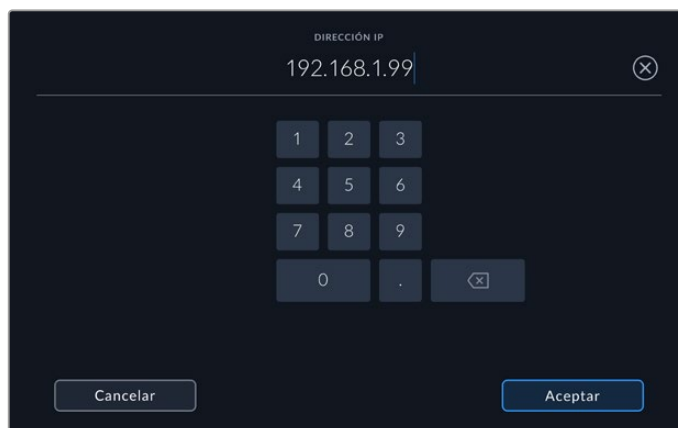 DIRECCIÓN IP
192.168.1.99
1 2 3
4 5 6
7 8 9
0 .
Cancelar Aceptar